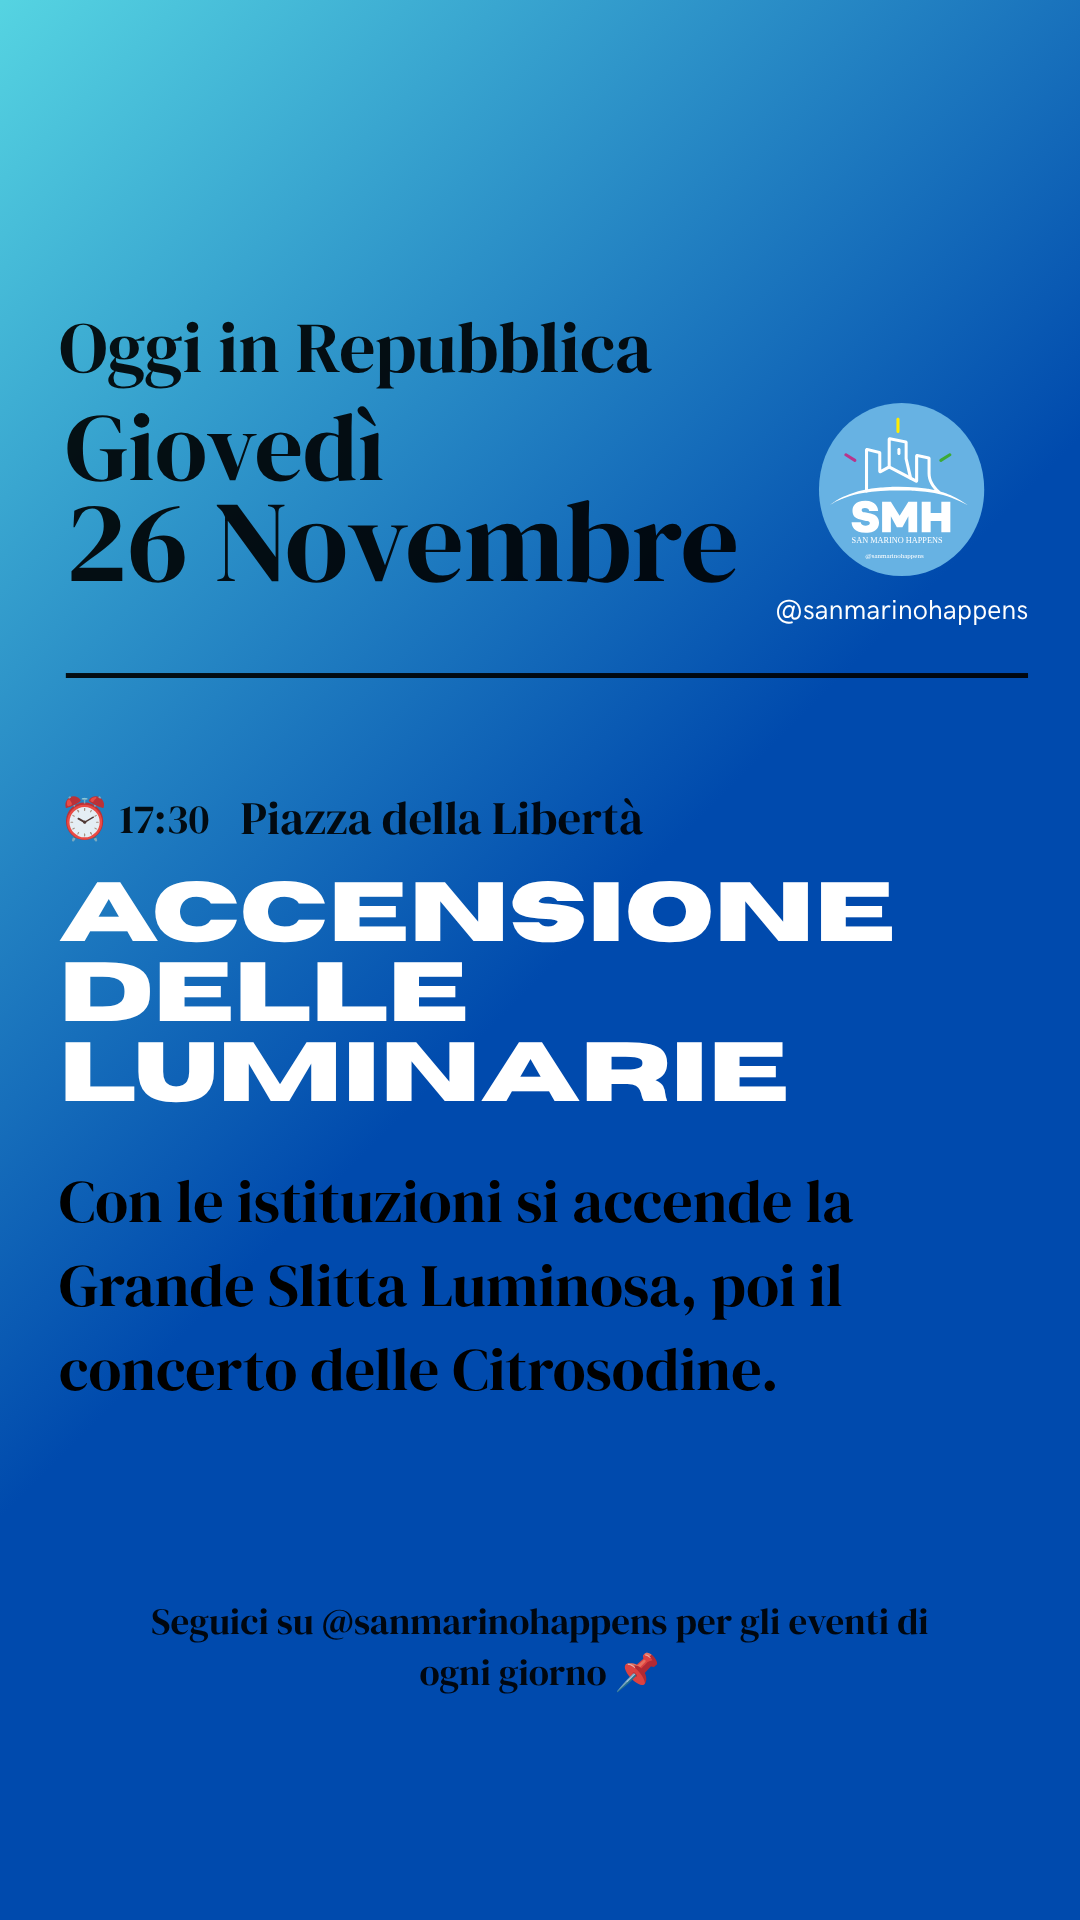 Oggi in Repubblica
Giovedì
26 Novembre
SMH
SAN MARINO HAPPENS
@sanmarinohappens
@sanmarinohappens
⏰ 17:30 Piazza della Libertà
ACCENSIONE
DELLE
LUMINARIE
Con le istituzioni si accende la
Grande Slitta Luminosa, poi il
concerto delle Citrosodine.
Seguici su @sanmarinohappens per gli eventi di
ogni giorno 📌